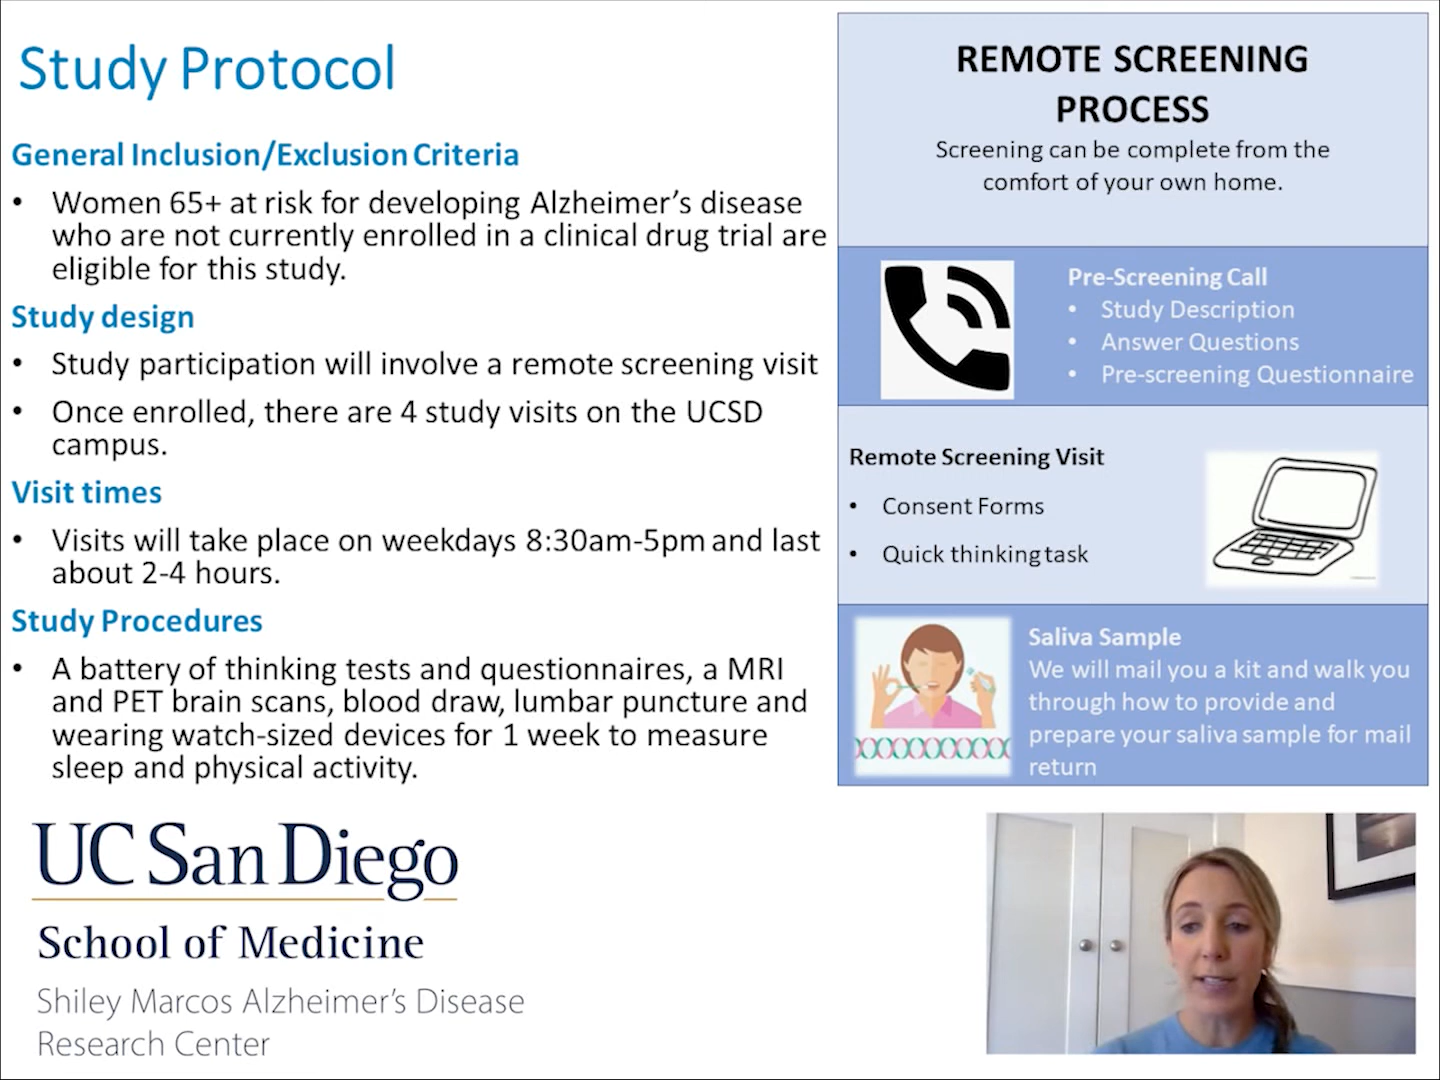 Study Protocol
General Inclusion/Exclusion Criteria
• Women 65+ at risk for developing Alzheimer’s disease
who are not currently enrolled in a clinical drug trial are
eligible for this study.
Study design
• Study participation will involve a remote screening visit
• Once enrolled, there are 4 study visits on the UCSD
campus.
Visit times
• Visits will take place on weekdays 8:30am-5pm and last
about 2-4 hours.
Study Procedures
• A battery of thinking tests and questionnaires, a MRI
and PET brain scans, blood draw, lumbar puncture and
wearing watch-sized devices for 1 week to measure
sleep and physical activity.
UC San Diego
School of Medicine
Shiley Marcos Alzheimer’s Disease
Research Center
REMOTE SCREENING
PROCESS
Screening can be complete from the
comfort of your own home.
Pre-Screening Call
• Study Description
• Answer Questions
• Pre-screening Questionnaire
Remote Screening Visit
• Consent Forms
• Quick thinking task
Saliva Sample
We will mail you a kit and walk you
through how to provide and
prepare your saliva sample for mail
return